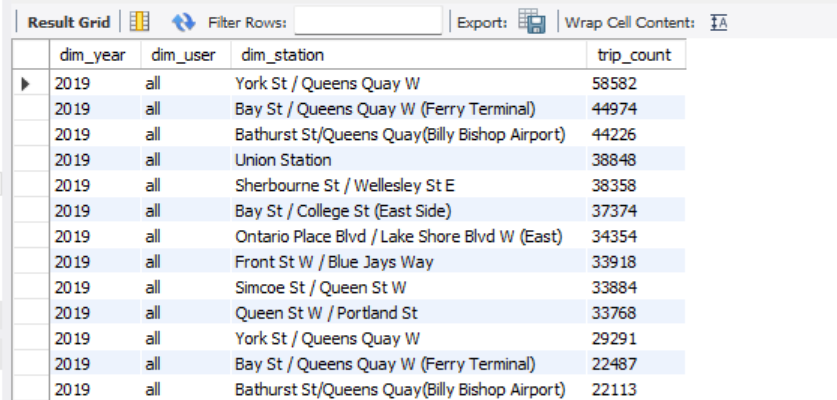 Result Grid Filter Rows: Export: Wrap Cell Content: IA
dim_year dim_user dim_station trip_count
2019 all York St / Queens Quay W 58582
2019 all Bay St / Queens Quay W (Ferry Terminal) 44974
2019 all Bathurst St/Queens Quay(Billy Bishop Airport) 44226
2019 all Union Station 38848
2019 all Sherbourne St / Wellesley St E 38358
2019 all Bay St / College St (East Side) 37374
2019 all Ontario Place Blvd / Lake Shore Blvd W (East) 34354
2019 all Front St W / Blue Jays Way 33918
2019 all Simcoe St / Queen St W 33884
2019 all Queen St W / Portland St 33768
2019 all York St / Queens Quay W 29291
2019 all Bay St / Queens Quay W (Ferry Terminal) 22487
2019 all Bathurst St/Queens Quay(Billy Bishop Airport) 22113